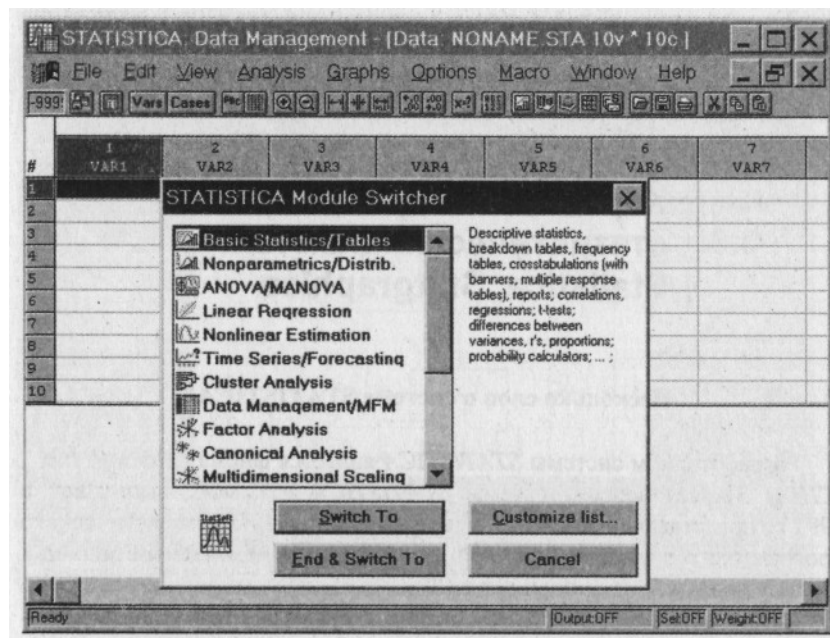 STATISTICA: Data Management - [Data: NONAME.STA 10v * 10c ]
File Edit View Analysis Graphs Options Macro Window Help
-999 Vars Cases ABC x=?
1 2 3 4 5 6 7
# VAR1 VAR2 VAR3 VAR4 VAR5 VAR6 VAR7
1
2
3
4
5
6
7
8
9
10
STATISTICA Module Switcher
Basic Statistics/Tables
Nonparametrics/Distrib.
ANOVA/MANOVA
Linear Regression
Nonlinear Estimation
Time Series/Forecasting
Cluster Analysis
Data Management/MFM
Factor Analysis
Canonical Analysis
Multidimensional Scaling
Descriptive statistics,
breakdown tables, frequency
tables, crosstabulations (with
banners, multiple response
tables), reports; correlations,
regressions; t-tests;
differences between
variances, r's, proportions;
probability calculators; ... ;
Switch To
Customize list...
End & Switch To
Cancel
Ready Output:OFF Sel:OFF Weight:OFF